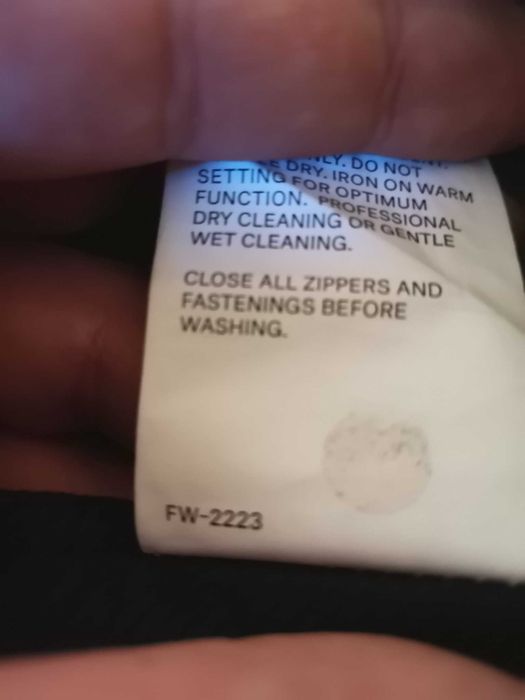 NLY. DO NOT
E DRY. IRON ON WARM
SETTING FOR OPTIMUM
FUNCTION. PROFESSIONAL
DRY CLEANING OR GENTLE
WET CLEANING.
CLOSE ALL ZIPPERS AND
FASTENINGS BEFORE
WASHING.
FW-2223